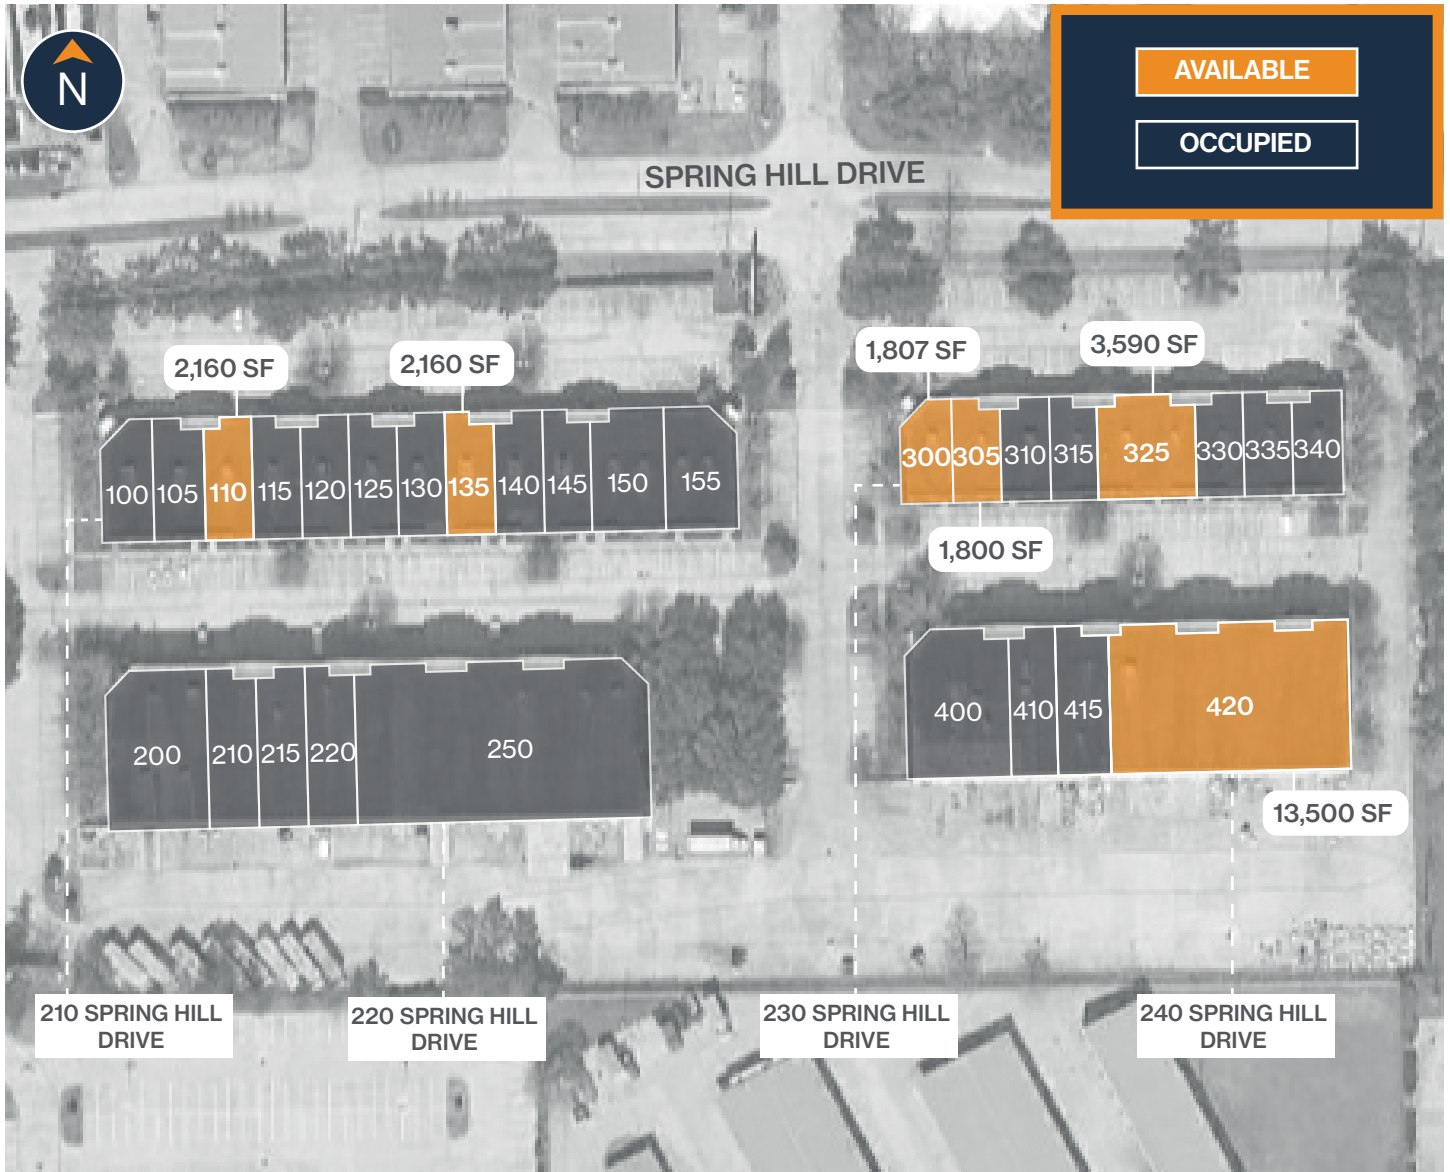 N
AVAILABLE
OCCUPIED
SPRING HILL DRIVE
2,160 SF
2,160 SF
1,807 SF
3,590 SF
100 105 110 115 120 125 130 135 140 145 150 155
300 305 310 315 325 330 335 340
1,800 SF
200 210 215 220 250
400 410 415 420
13,500 SF
210 SPRING HILL
DRIVE
220 SPRING HILL
DRIVE
230 SPRING HILL
DRIVE
240 SPRING HILL
DRIVE